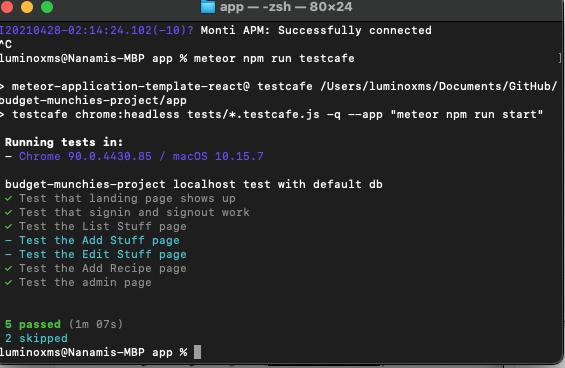 app — -zsh — 80×24
I20210428-02:14:24.102(-10)? Monti APM: Successfully connected
^C
luminoxms@Nanamis-MBP app % meteor npm run testcafe ]
> meteor-application-template-react@ testcafe /Users/luminoxms/Documents/GitHub/
budget-munchies-project/app
> testcafe chrome:headless tests/*.testcafe.js -q --app "meteor npm run start"
Running tests in:
- Chrome 90.0.4430.85 / macOS 10.15.7
budget-munchies-project localhost test with default db
✓ Test that landing page shows up
✓ Test that signin and signout work
✓ Test the List Stuff page
- Test the Add Stuff page
- Test the Edit Stuff page
✓ Test the Add Recipe page
✓ Test the admin page
5 passed (1m 07s)
2 skipped
luminoxms@Nanamis-MBP app %